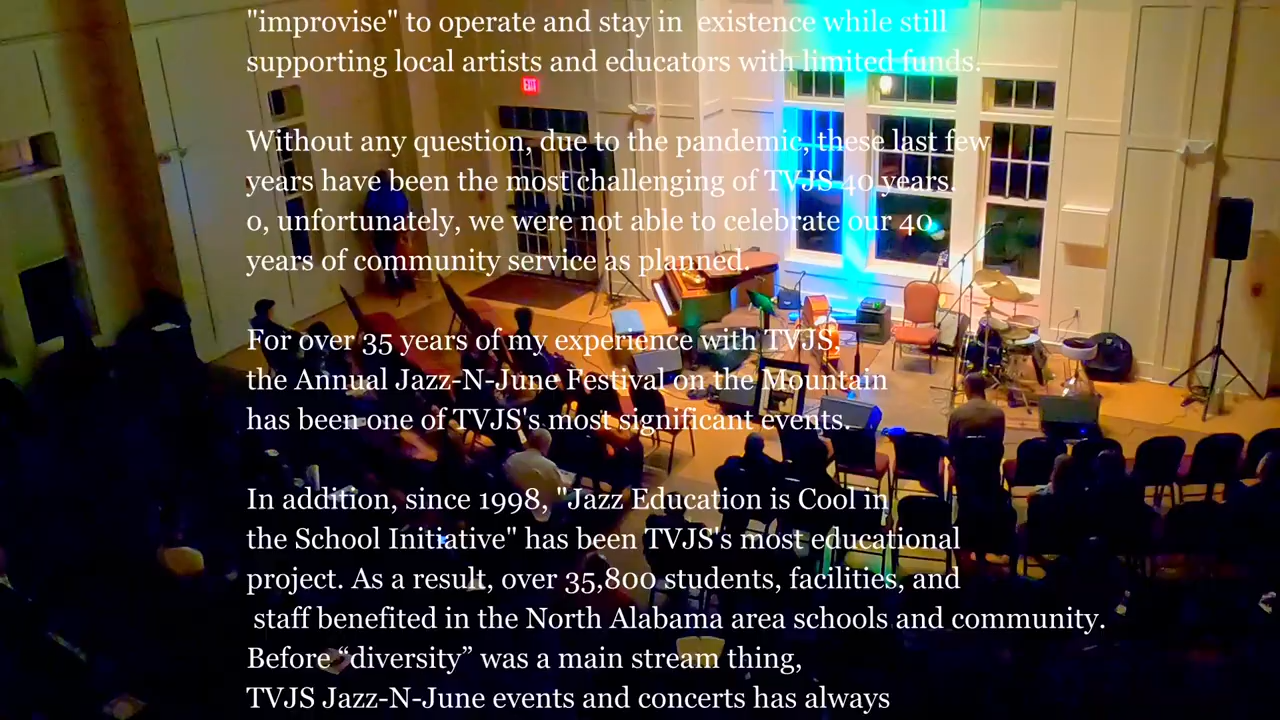 "improvise" to operate and stay in existence while still
supporting local artists and educators with limited funds.
Without any question, due to the pandemic, these last few
years have been the most challenging of TVJS 40 years.
o, unfortunately, we were not able to celebrate our 40
years of community service as planned.
For over 35 years of my experience with TVJS,
the Annual Jazz-N-June Festival on the Mountain
has been one of TVJS's most significant events.
In addition, since 1998, "Jazz Education is Cool in
the School Initiative" has been TVJS's most educational
project. As a result, over 35,800 students, facilities, and
staff benefited in the North Alabama area schools and community.
Before “diversity” was a main stream thing,
TVJS Jazz-N-June events and concerts has always
EXIT